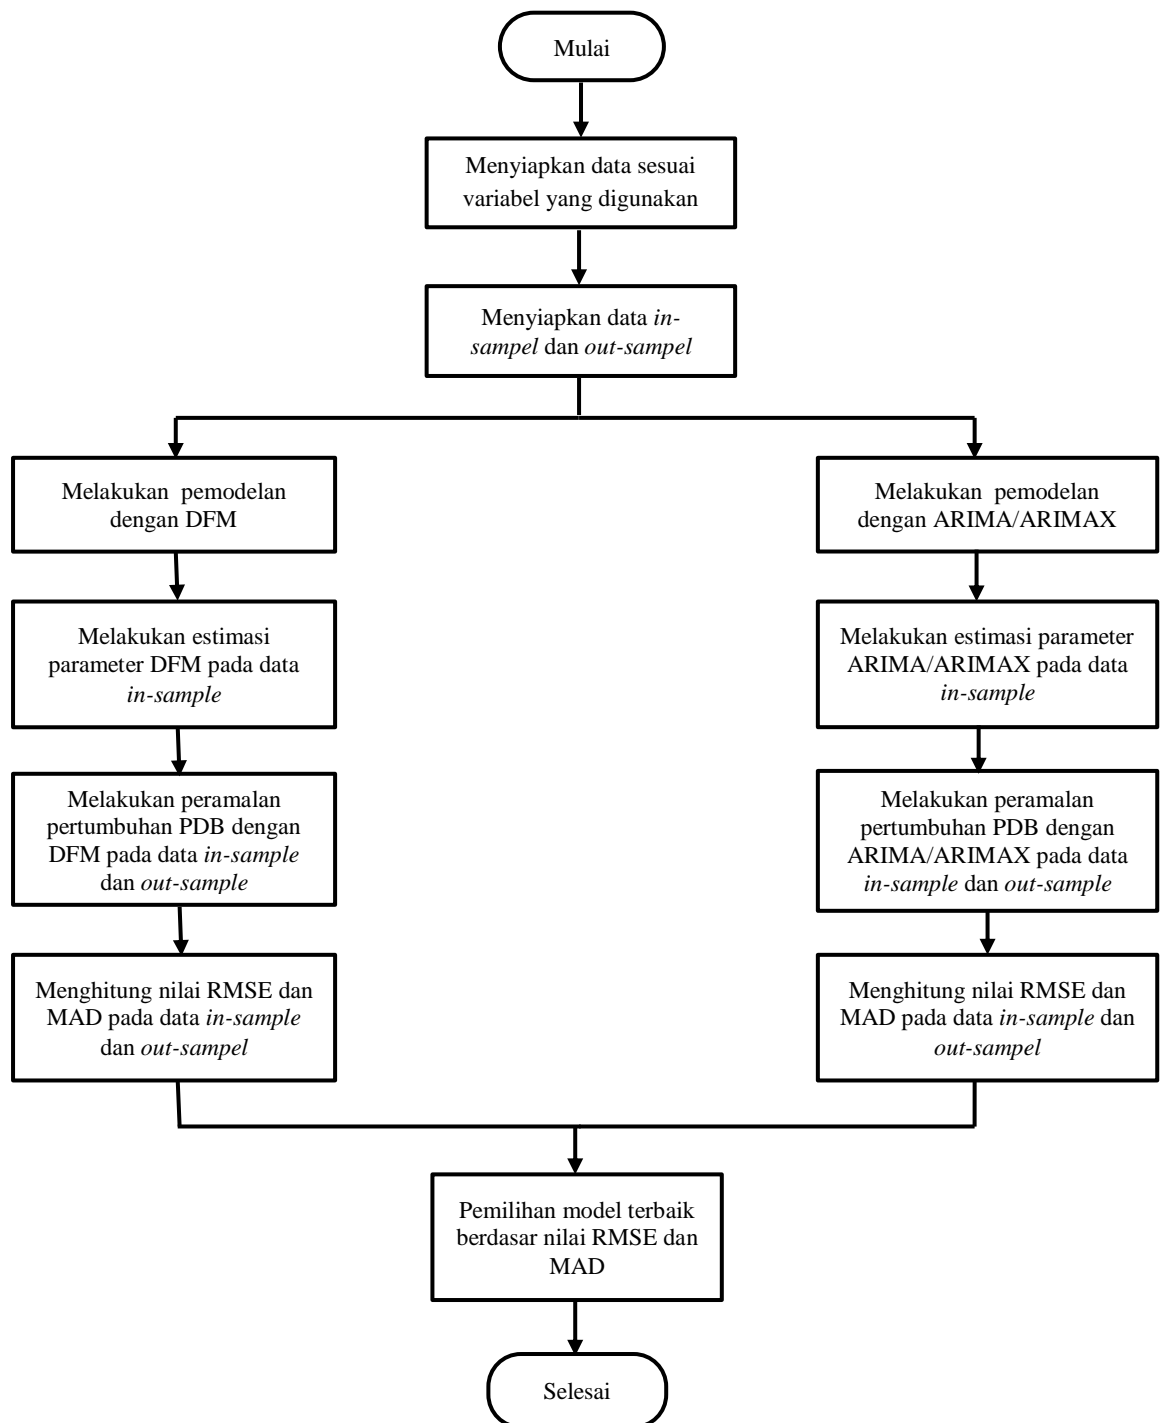 Mulai
Menyiapkan data sesuai
variabel yang digunakan
Menyiapkan data in-
sampel dan out-sampel
Melakukan pemodelan
dengan DFM
Melakukan estimasi
parameter DFM pada data
in-sample
Melakukan peramalan
pertumbuhan PDB dengan
DFM pada data in-sample
dan out-sample
Menghitung nilai RMSE dan
MAD pada data in-sample
dan out-sampel
Melakukan pemodelan
dengan ARIMA/ARIMAX
Melakukan estimasi parameter
ARIMA/ARIMAX pada data
in-sample
Melakukan peramalan
pertumbuhan PDB dengan
ARIMA/ARIMAX pada data
in-sample dan out-sample
Menghitung nilai RMSE dan
MAD pada data in-sample dan
out-sampel
Pemilihan model terbaik
berdasar nilai RMSE dan
MAD
Selesai